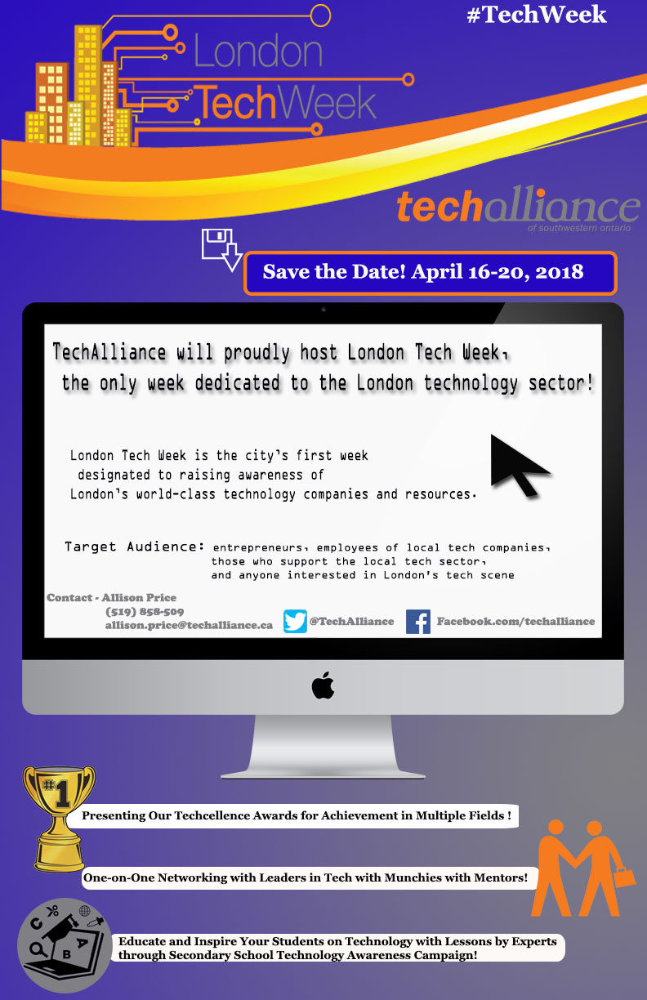 #TechWeek
London
TechWeek
techalliance
of southwestern ontario
Save the Date! April 16-20, 2018
TechAlliance will proudly host London Tech Week,
the only week dedicated to the London technology sector!
London Tech Week is the city's first week
designated to raising awareness of
London's world-class technology companies and resources.
Target Audience: entrepreneurs, employees of local tech companies,
those who support the local tech sector,
and anyone interested in London's tech scene
Contact - Allison Price
(519) 858-509
allison.price@techalliance.ca
@TechAlliance
Facebook.com/techalliance
#1
Presenting Our Techcellence Awards for Achievement in Multiple Fields !
One-on-One Networking with Leaders in Tech with Munchies with Mentors!
C
A
B
Educate and Inspire Your Students on Technology with Lessons by Experts
through Secondary School Technology Awareness Campaign!